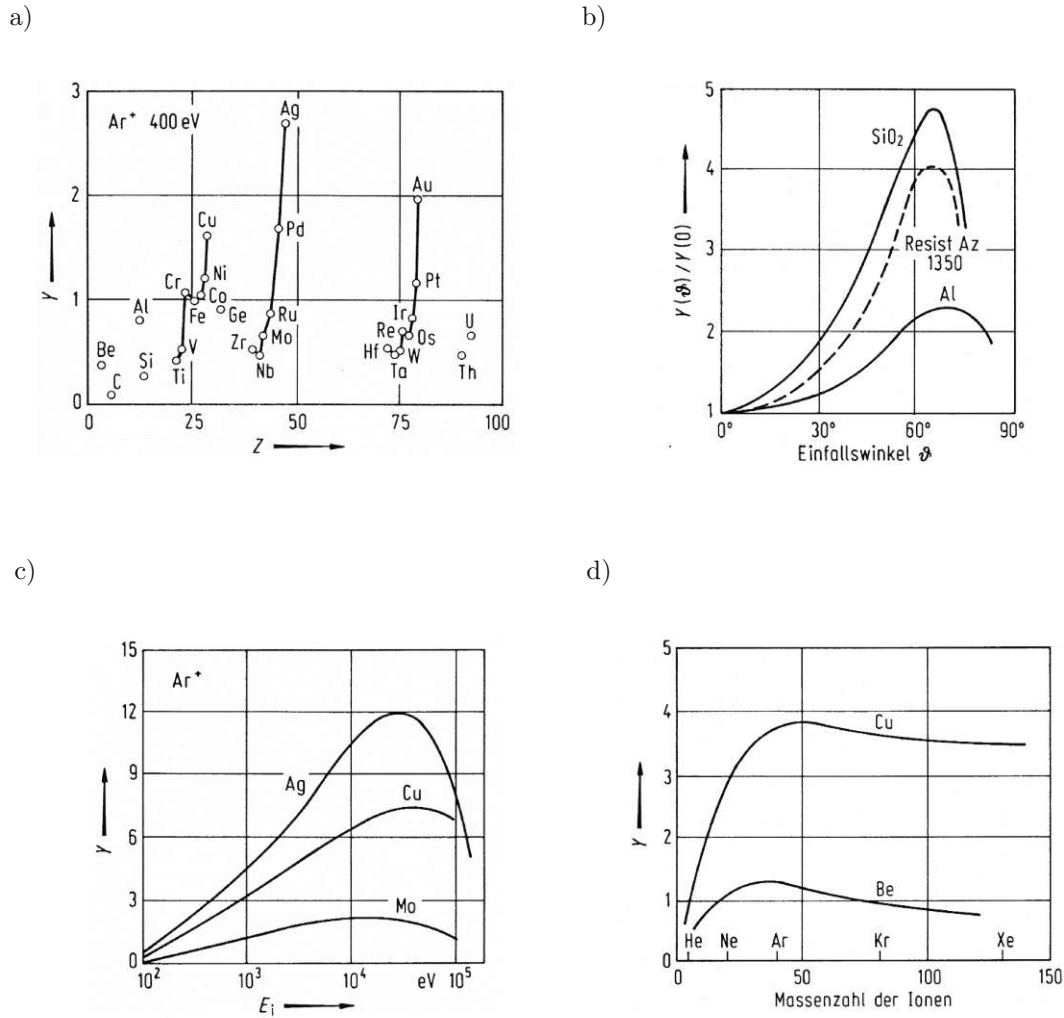 a)
b)
3
Ar⁺ 400 eV
Ag
2
Au
Cu
Pd
Y
Cr
Ni
Pt
1
Co
Ge
Al
Fe
Ru
Ir
Re
U
Be
V
Zr
Mo
Hf
Os
Si
C
Ti
Nb
Ta
W
Th
0
0 25 50 75 100
Z
5
SiO₂
4
Y(ϑ)/Y(0)
3
Resist Az
1350
Al
2
1
0° 30° 60° 90°
Einfallswinkel ϑ
c)
d)
15
Ar⁺
12
9
Ag
Cu
Y
6
3
Mo
0
10² 10³ 10⁴ eV 10⁵
Eᵢ
5
4
Cu
3
Y
2
1
Be
He Ne Ar Kr Xe
0
0 50 100 150
Massenzahl der Ionen